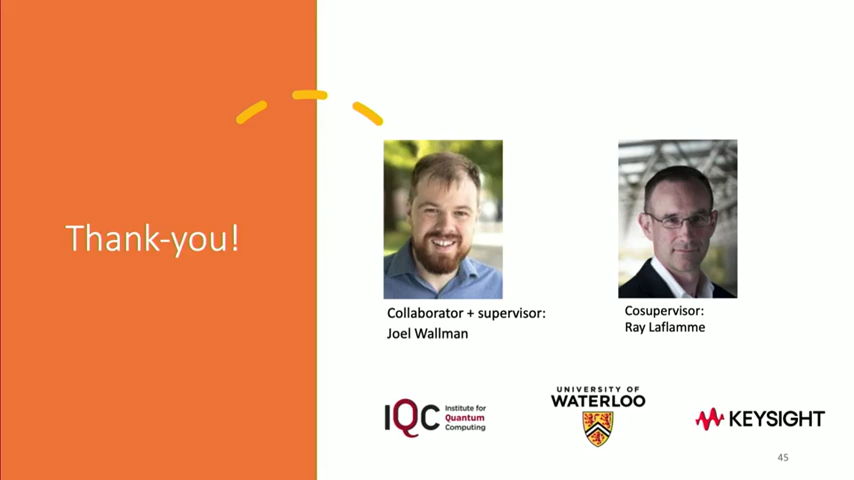 Thank-you!
Collaborator + supervisor:
Joel Wallman
Cosupervisor:
Ray Laflamme
IQC Institute for
Quantum
Computing
UNIVERSITY OF
WATERLOO
KEYSIGHT
45